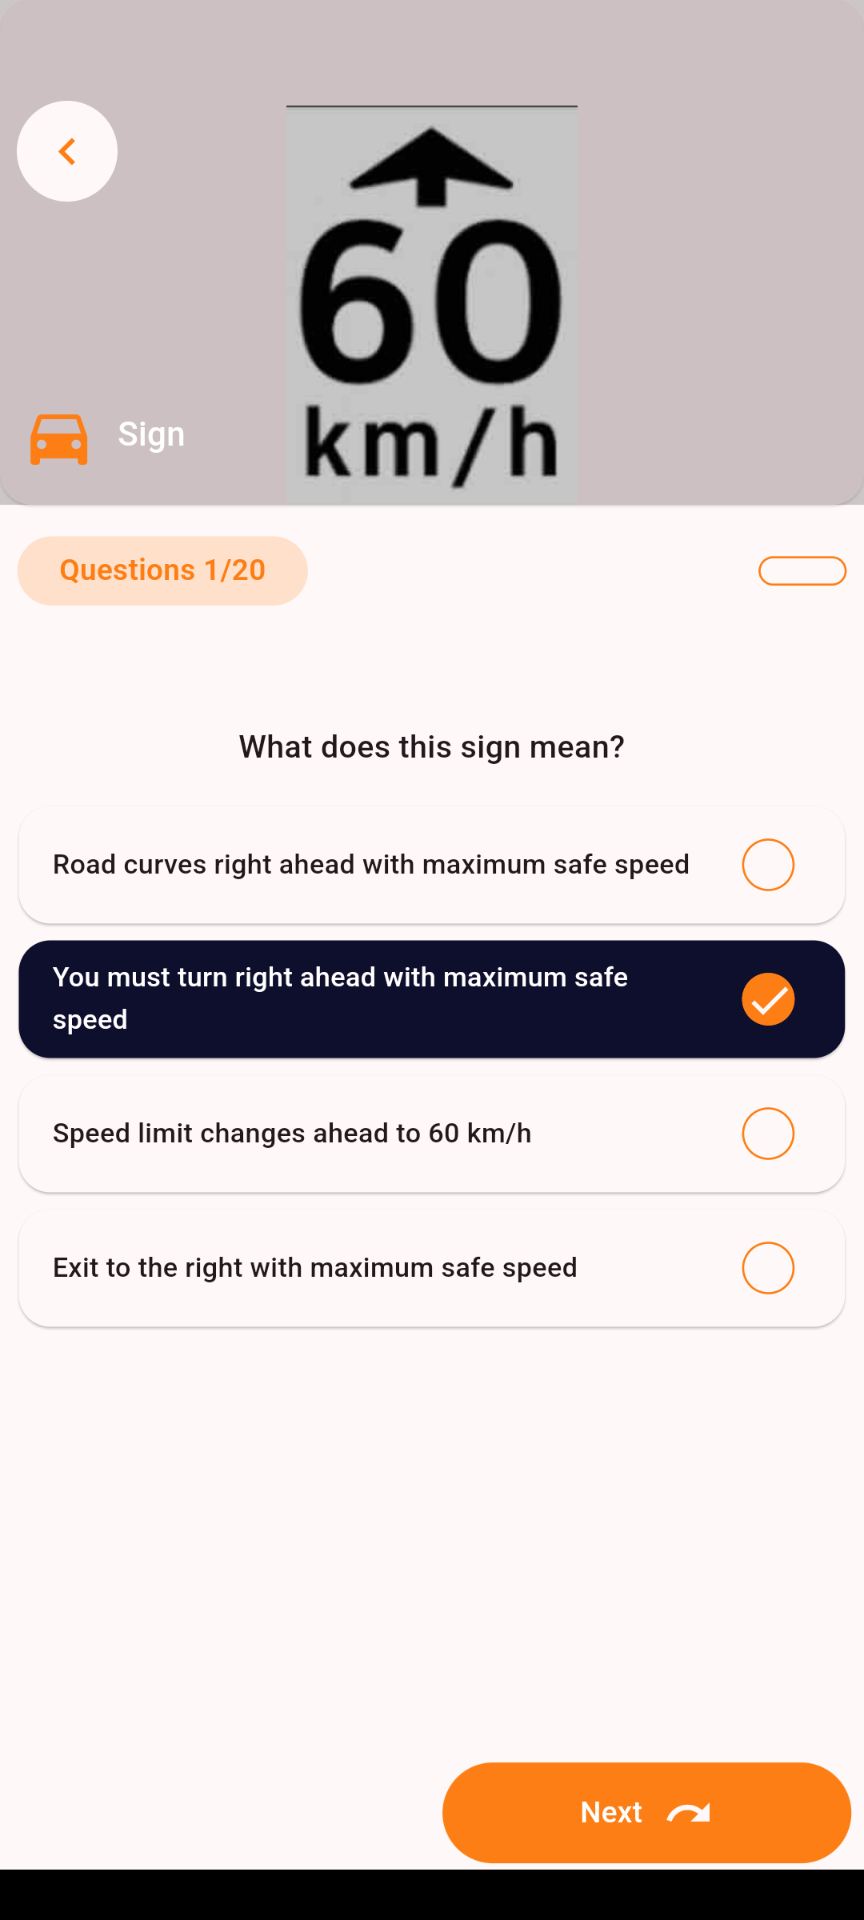 60
km/h
Sign
Questions 1/20
What does this sign mean?
Road curves right ahead with maximum safe speed
You must turn right ahead with maximum safe
speed
Speed limit changes ahead to 60 km/h
Exit to the right with maximum safe speed
Next